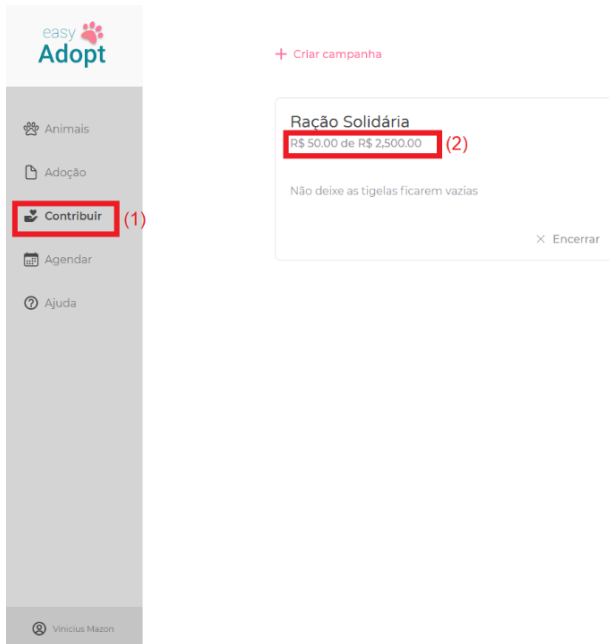 easy
Adopt
Animais
Adoção
Contribuir (1)
Agendar
Ajuda
Vinicius Mazon
+ Criar campanha
Ração Solidária
R$ 50.00 de R$ 2,500.00 (2)
Não deixe as tigelas ficarem vazias
× Encerrar